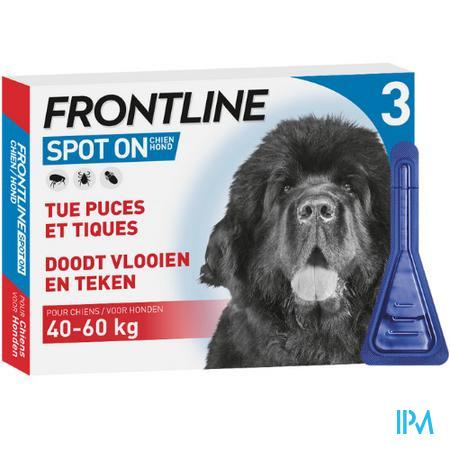 FRONTLINE
3
SPOT ON CHIEN HOND
TUE PUCES
ET TIQUES
DOODT VLOOIEN
EN TEKEN
POUR CHIENS/VOOR HONDEN
40-60 kg
FRONTLINE SPOT ON
CHIEN/HOND
POUR Chiens
VOOR Honden
IPM